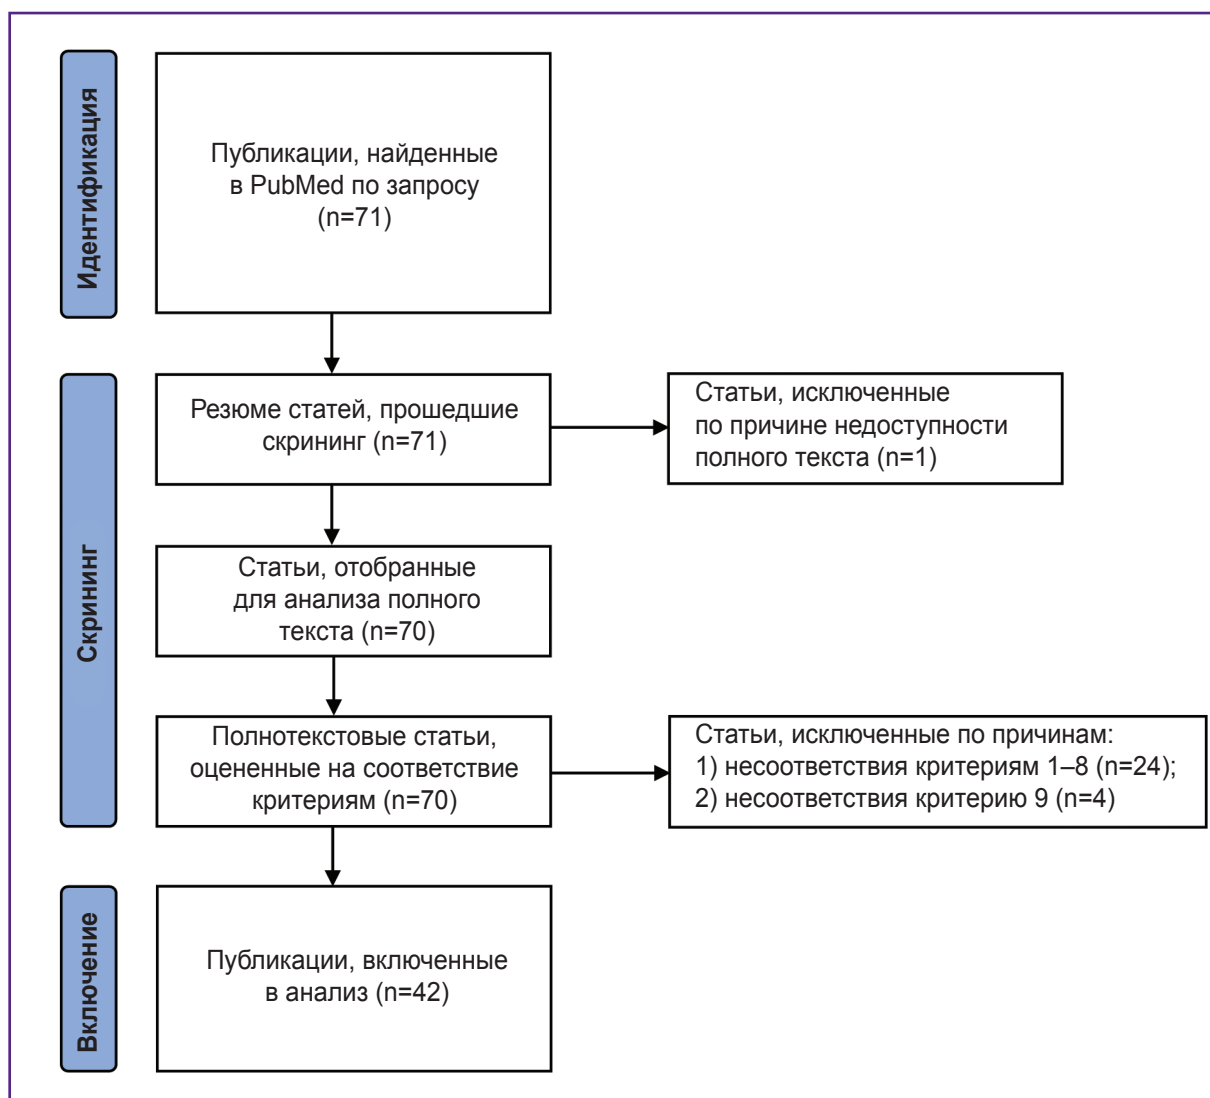 Идентификация
Публикации, найденные
в PubMed по запросу
(n=71)
Скрининг
Резюме статей, прошедшие
скрининг (n=71)
Статьи, исключенные
по причине недоступности
полного текста (n=1)
Статьи, отобранные
для анализа полного
текста (n=70)
Полнотекстовые статьи,
оцененные на соответствие
критериям (n=70)
Статьи, исключенные по причинам:
1) несоответствия критериям 1–8 (n=24);
2) несоответствия критерию 9 (n=4)
Включение
Публикации, включенные
в анализ (n=42)